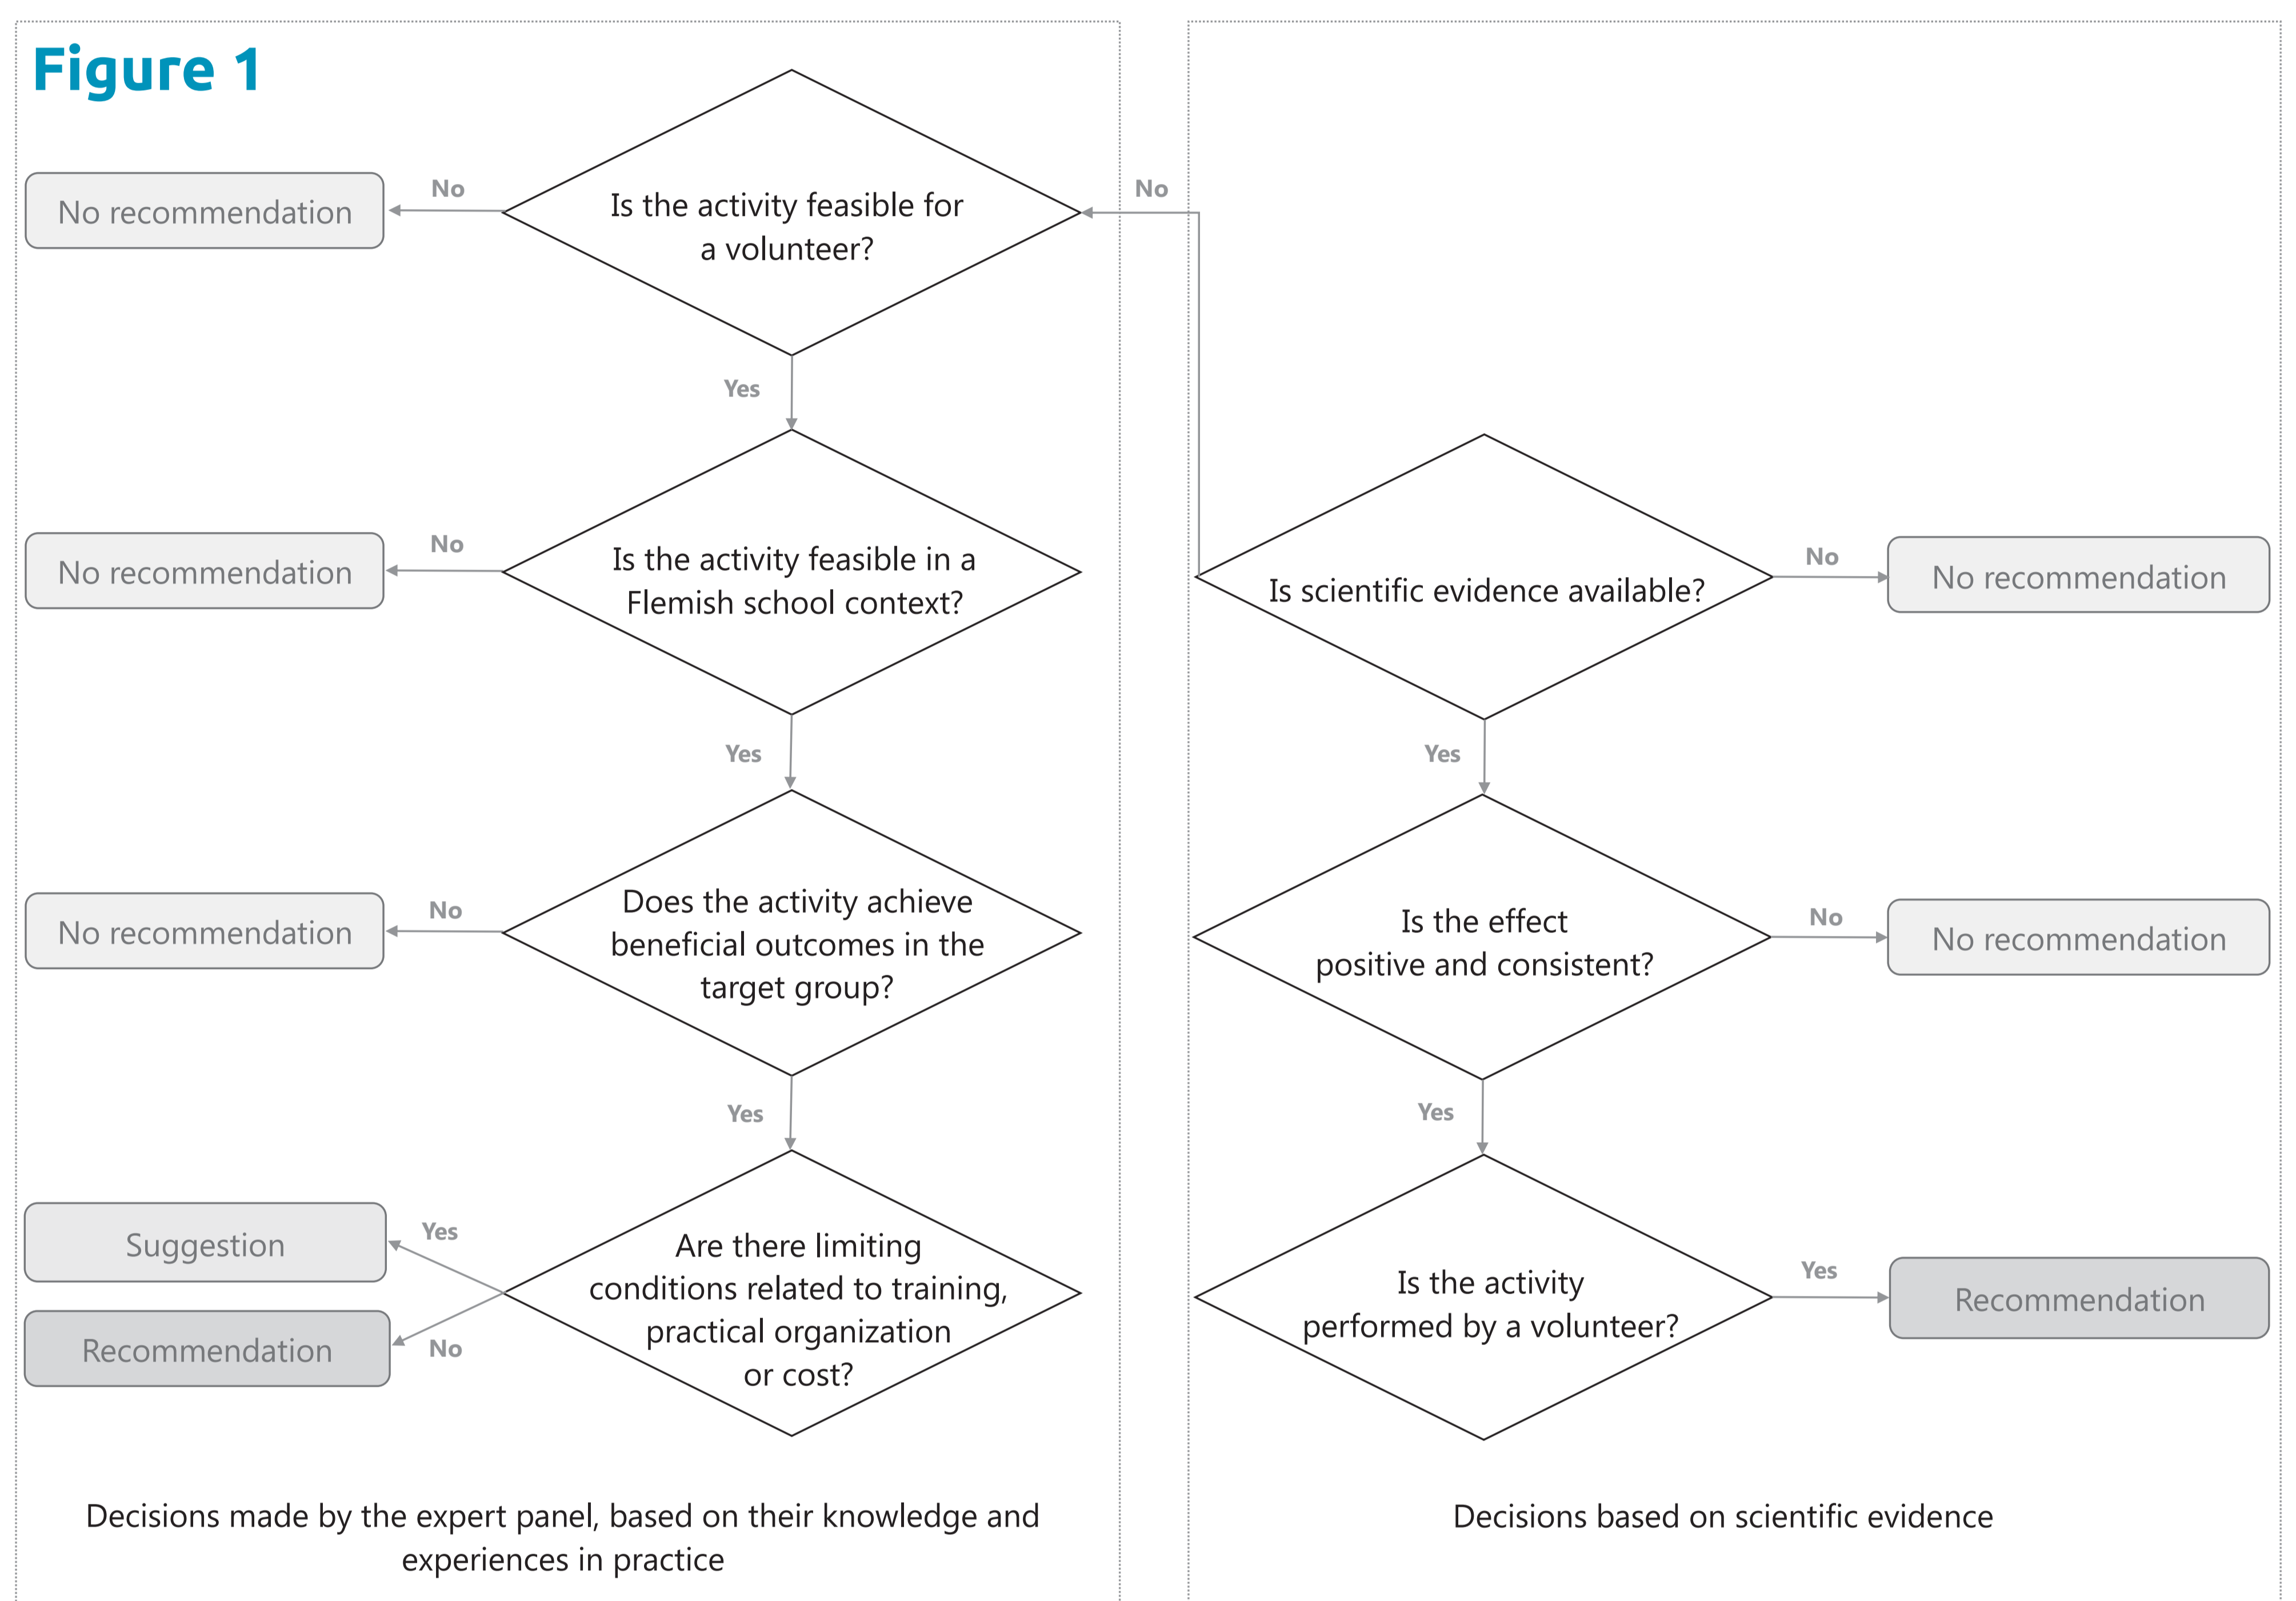 Figure 1
Is the activity feasible for
a volunteer?
No
No recommendation
No
Yes
Is the activity feasible in a
Flemish school context?
No
No recommendation
Yes
Does the activity achieve
beneficial outcomes in the
target group?
No
No recommendation
Yes
Are there limiting
conditions related to training,
practical organization
or cost?
Yes
Suggestion
No
Recommendation
Decisions made by the expert panel, based on their knowledge and
experiences in practice
Is scientific evidence available?
No
No recommendation
Yes
Is the effect
positive and consistent?
No
No recommendation
Yes
Is the activity
performed by a volunteer?
Yes
Recommendation
Decisions based on scientific evidence